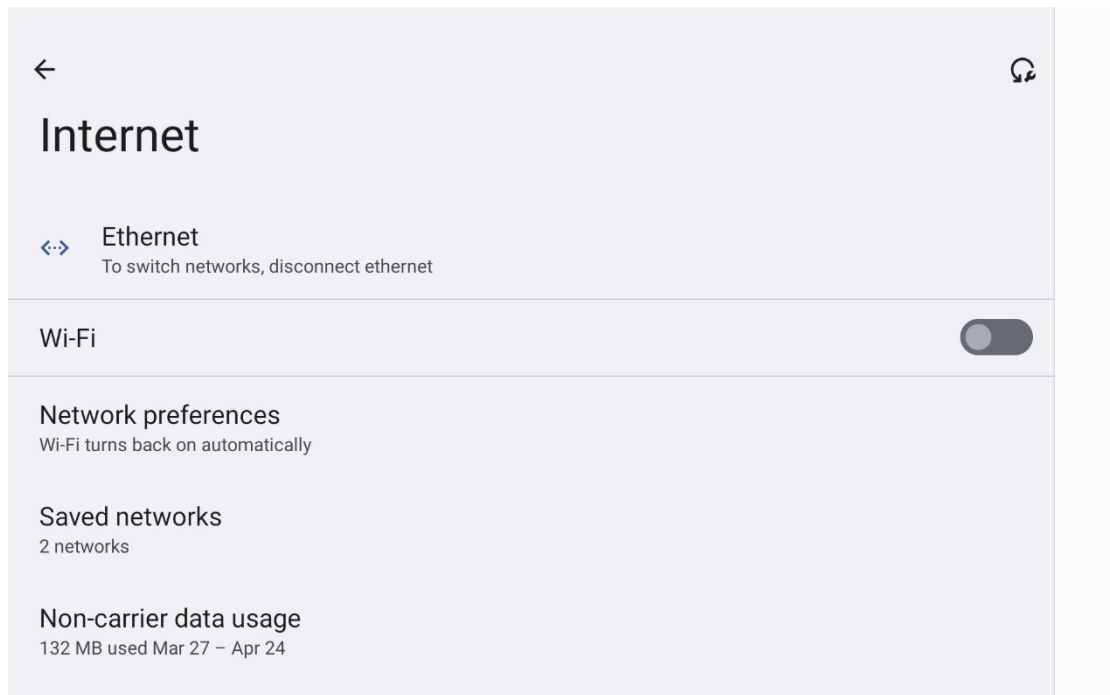 Internet
Ethernet
To switch networks, disconnect ethernet
Wi-Fi
Network preferences
Wi-Fi turns back on automatically
Saved networks
2 networks
Non-carrier data usage
132 MB used Mar 27 – Apr 24